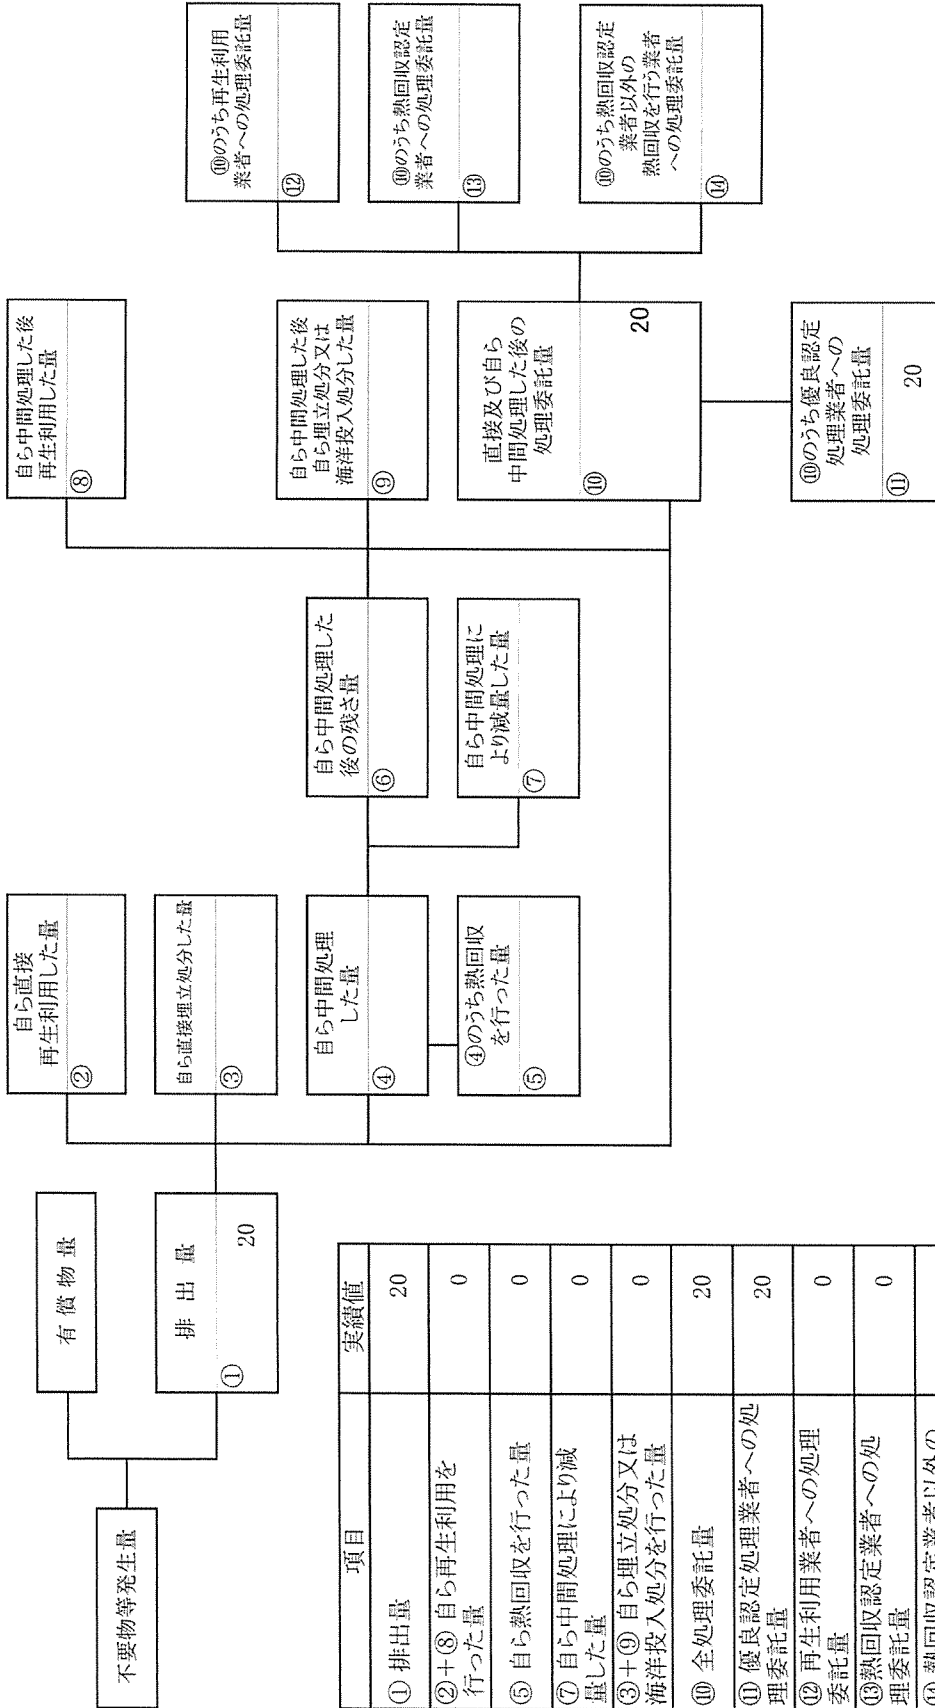 不要物等発生量
有 償 物 量
排 出 量
①
20
自ら直接
再生利用した量
②
自ら直接埋立処分した量
③
自ら中間処理
した量
④
④のうち熱回収
を行った量
⑤
自ら中間処理した
後の残さ量
⑥
自ら中間処理に
より減量した量
⑦
自ら中間処理した後
再生利用した量
⑧
自ら中間処理した後
自ら埋立処分又は
海洋投入処分した量
⑨
直接及び自ら
中間処理した後の
処理委託量
⑩
20
⑩のうち優良認定
処理業者への
処理委託量
⑪
20
⑩のうち再生利用
業者への処理委託量
⑫
⑩のうち熱回収認定
業者への処理委託量
⑬
⑩のうち熱回収認定
業者以外の
熱回収を行う業者
への処理委託量
⑭
項目 実績値
① 排出量 20
②+⑧ 自ら再生利用を
行った量 0
⑤ 自ら熱回収を行った量 0
⑦ 自ら中間処理により減
量した量 0
③+⑨ 自ら埋立処分又は
海洋投入処分を行った量 0
⑩ 全処理委託量 20
⑪ 優良認定処理業者への処
理委託量 20
⑫ 再生利用業者への処理
委託量 0
⑬熱回収認定業者への処
理委託量 0
⑭ 熱回収認定業者以外の